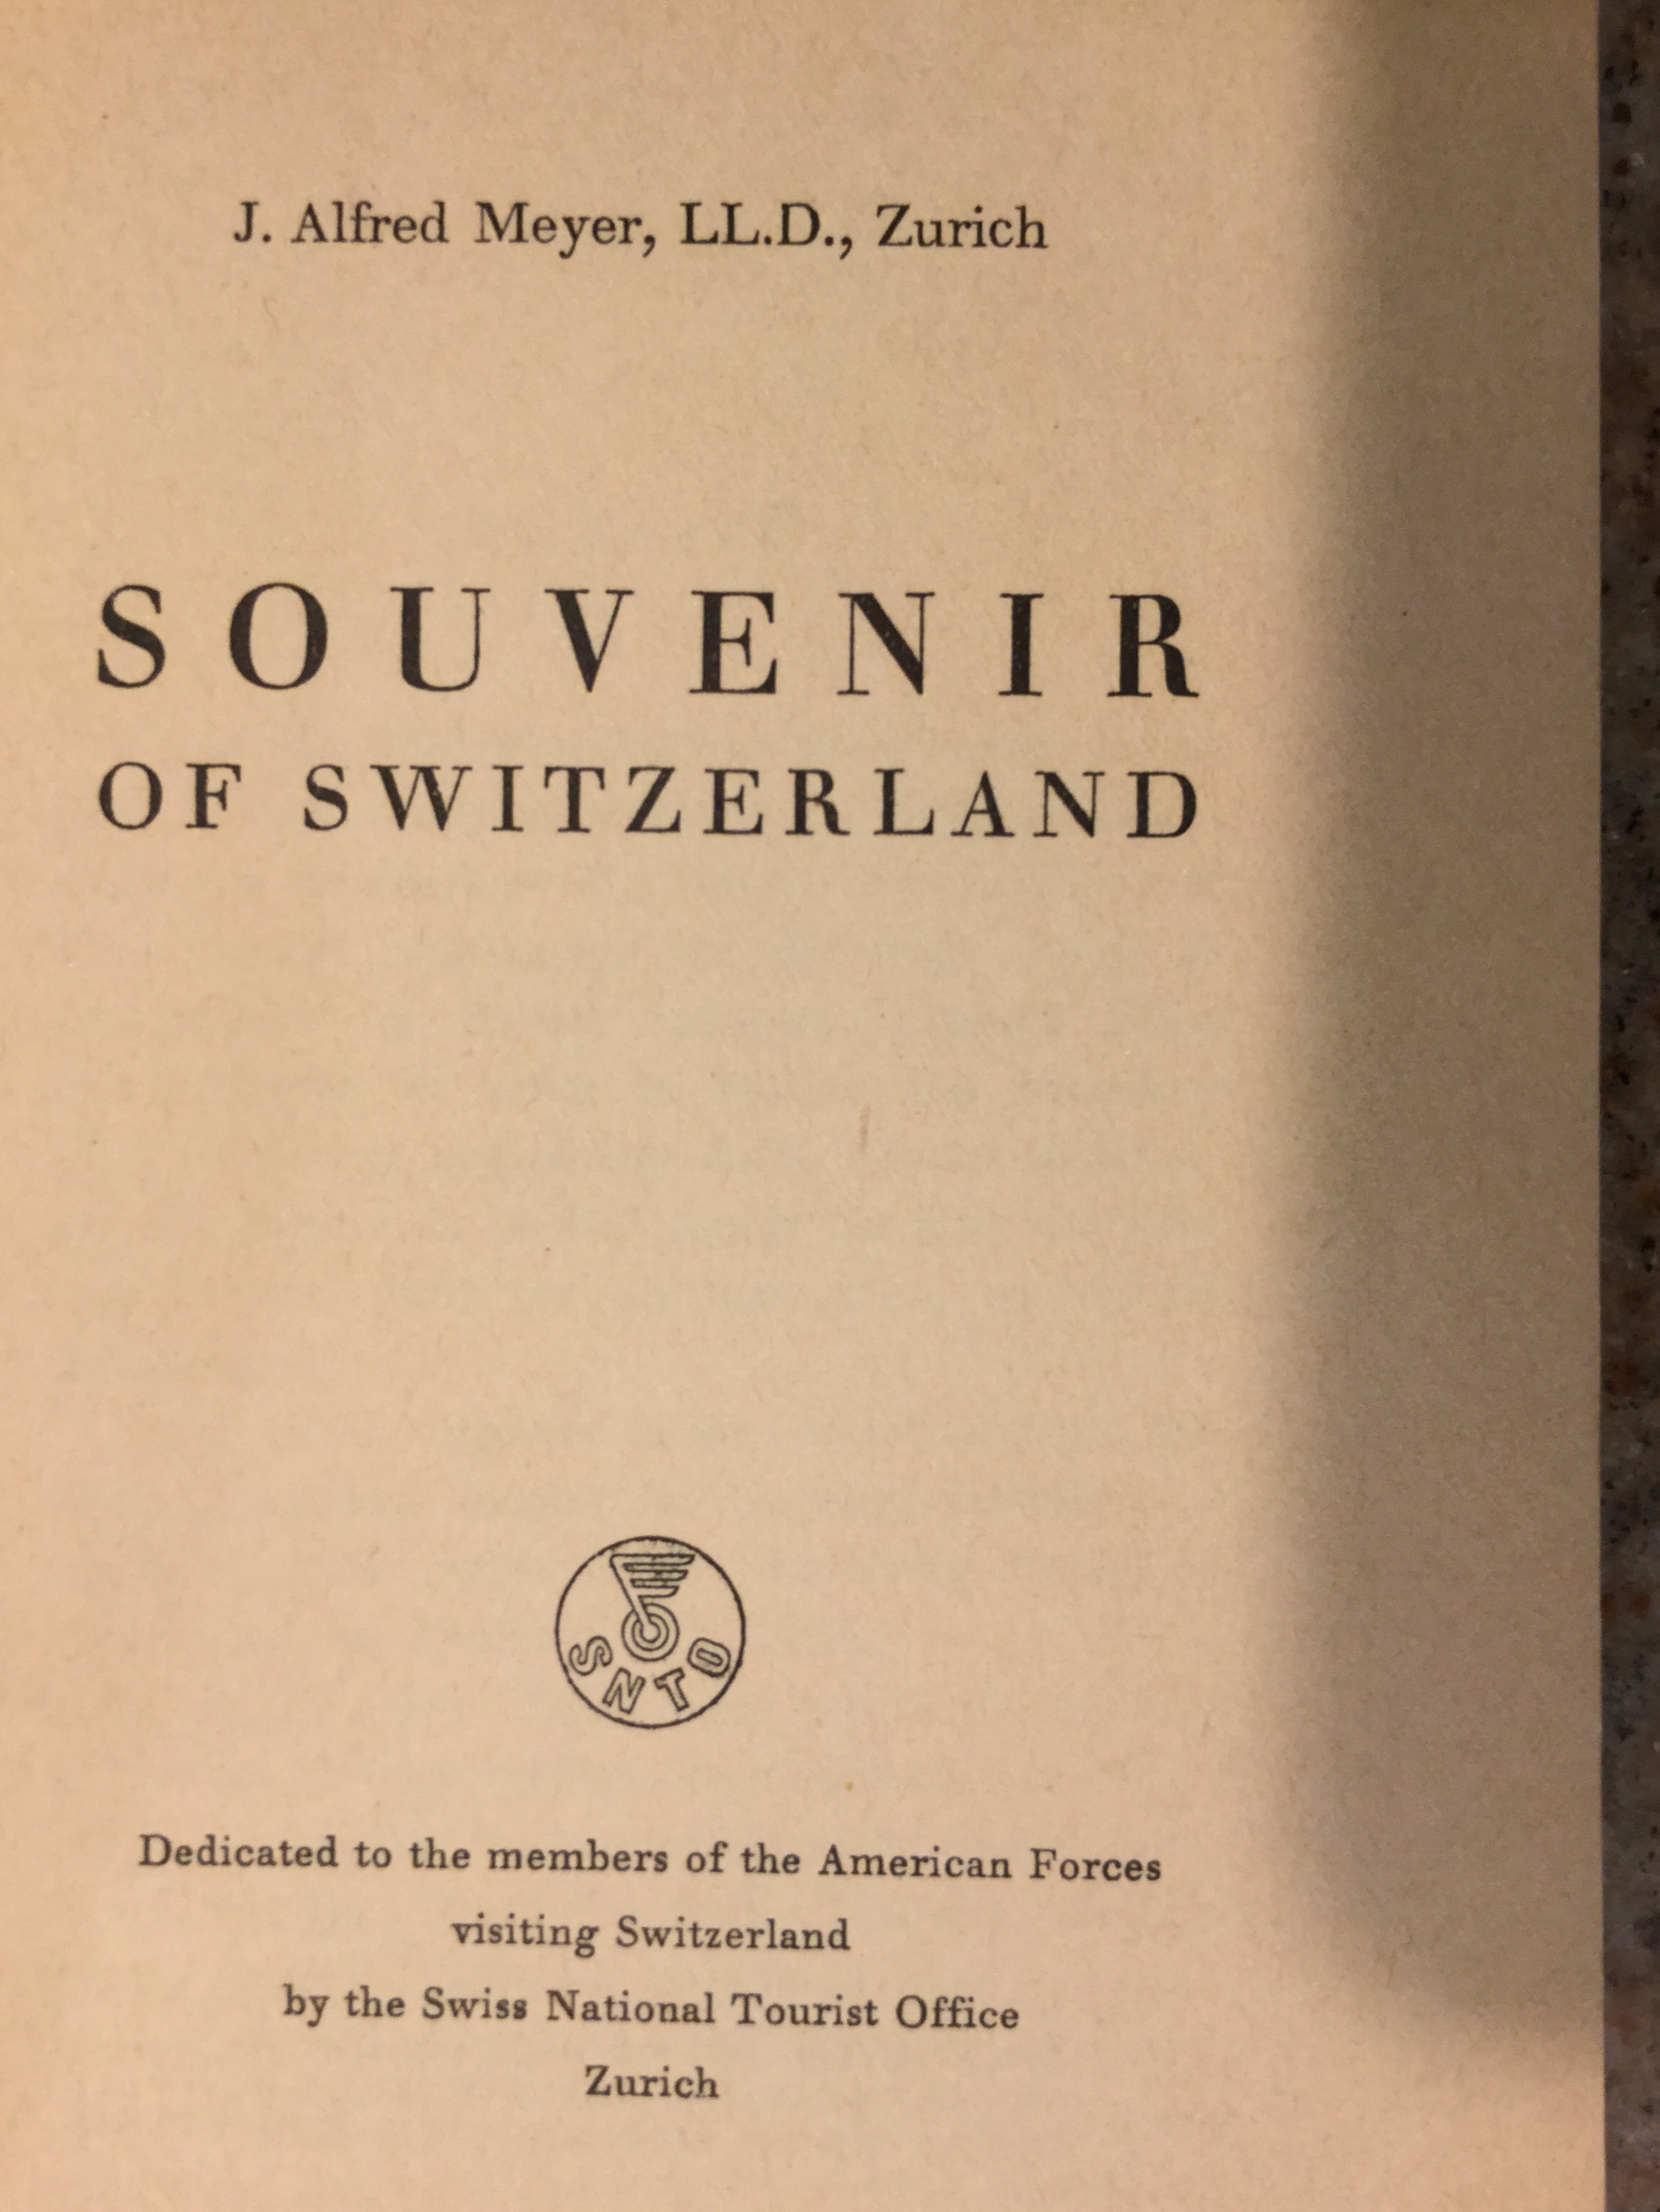 J. Alfred Meyer, LL.D., Zurich
SOUVENIR
OF SWITZERLAND
SNTO
Dedicated to the members of the American Forces
visiting Switzerland
by the Swiss National Tourist Office
Zurich